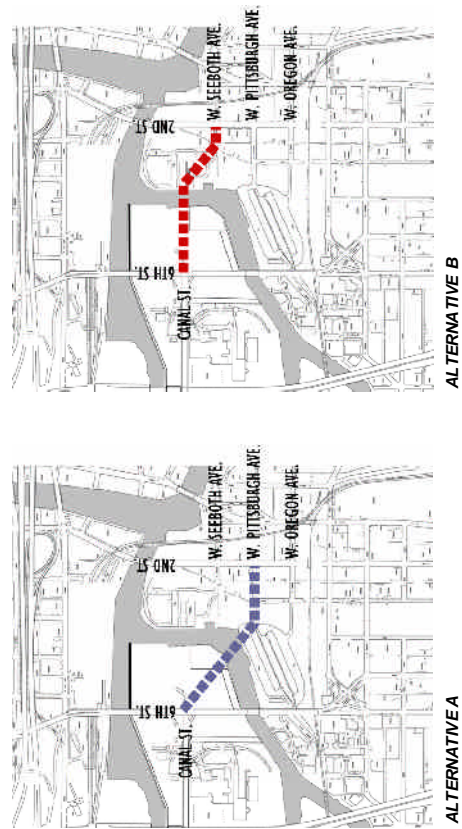 2ND ST.
W. SEEBOTH AVE.
W. PITTSBURGH AVE.
W. OREGON AVE.
6TH ST.
CANAL ST.
ALTERNATIVE B
2ND ST.
W. SEEBOTH AVE.
W. PITTSBURGH AVE.
W. OREGON AVE.
6TH ST.
CANAL ST.
ALTERNATIVE A